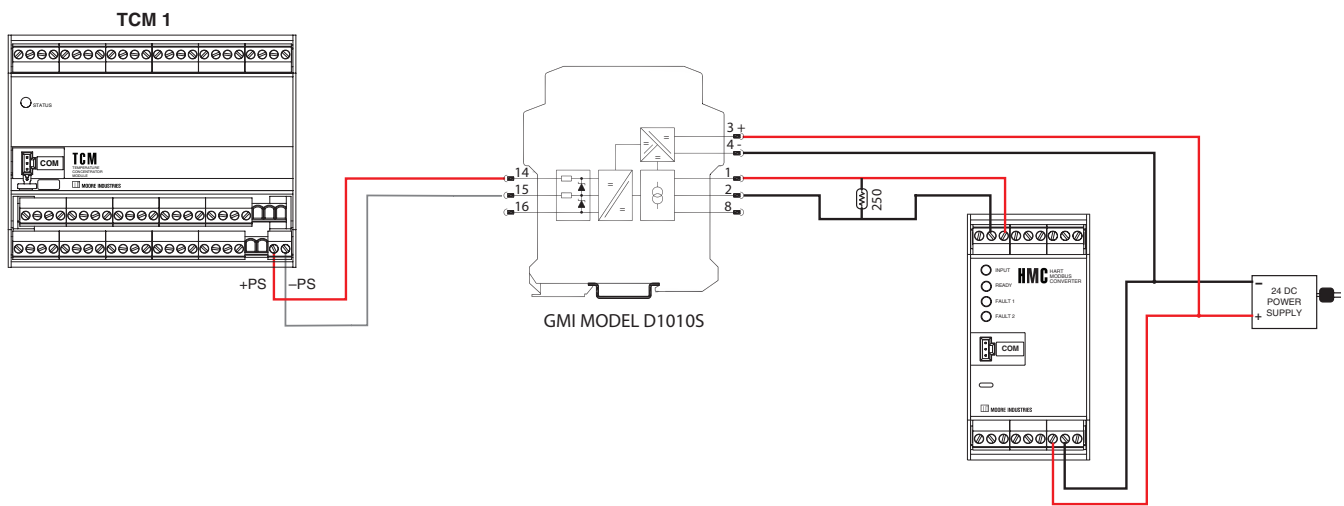 TCM 1
STATUS
COM
TCM
TEMPERATURE
CONCENTRATOR
MODULE
MOORE INDUSTRIES
+PS
–PS
14
15
16
3 +
4 -
1
2
8
GMI MODEL D1010S
250
INPUT
READY
FAULT 1
FAULT 2
HMC
HART
MODBUS
CONVERTER
COM
MOORE INDUSTRIES
–
+
24 DC
POWER
SUPPLY